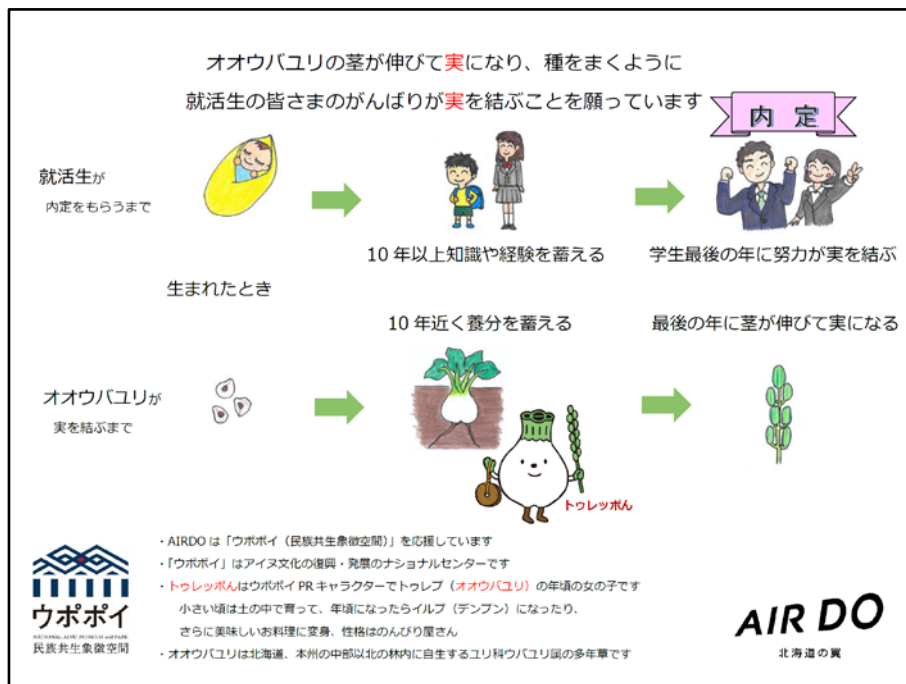 オオウバユリの茎が伸びて実になり、種をまくように
就活生の皆さまのがんばりが実を結ぶことを願っています
内 定
就活生が
内定をもらうまで
10 年以上知識や経験を蓄える
学生最後の年に努力が実を結ぶ
生まれたとき
10 年近く養分を蓄える
最後の年に茎が伸びて実になる
オオウバユリが
実を結ぶまで
トゥレッポん
・AIRDO は「ウポポイ（民族共生象徴空間）」を応援しています
・「ウポポイ」はアイヌ文化の復興・発展のナショナルセンターです
・トゥレッポんはウポポイ PR キャラクターでトゥレプ（オオウバユリ）の年頃の女の子です
小さい頃は土の中で育って、年頃になったらイルプ（デンプン）になったり、
さらに美味しいお料理に変身、性格はのんびり屋さん
・オオウバユリは北海道、本州の中部以北の林内に自生するユリ科ウバユリ属の多年草です
ウポポイ
NATIONAL AINU MUSEUM and PARK
民族共生象徴空間
AIR DO
北海道の翼